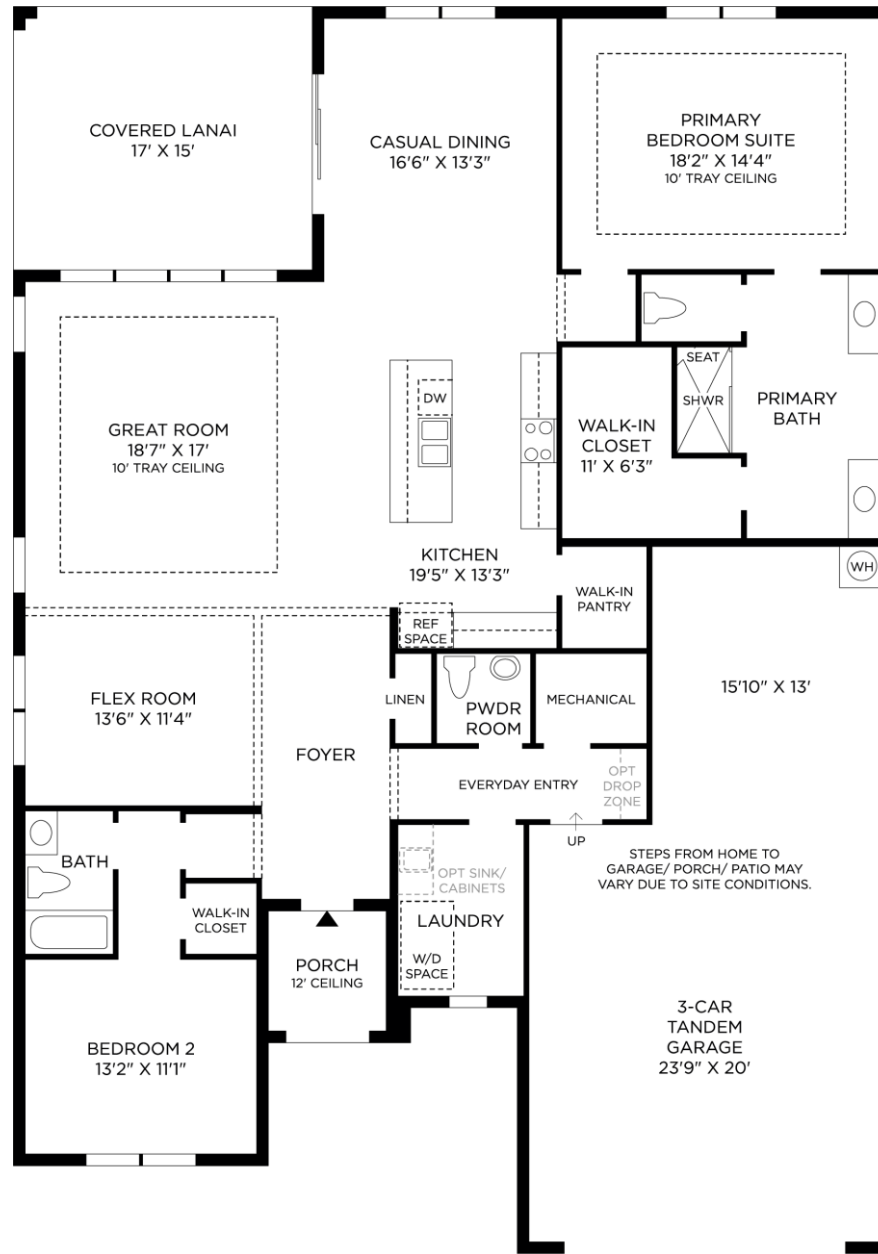 COVERED LANAI
17' X 15'
CASUAL DINING
16'6" X 13'3"
PRIMARY
BEDROOM SUITE
18'2" X 14'4"
10' TRAY CEILING
GREAT ROOM
18'7" X 17'
10' TRAY CEILING
DW
SEAT
SHWR
WALK-IN
CLOSET
11' X 6'3"
PRIMARY
BATH
KITCHEN
19'5" X 13'3"
REF
SPACE
WALK-IN
PANTRY
WH
FLEX ROOM
13'6" X 11'4"
FOYER
LINEN
PWDR
ROOM
MECHANICAL
15'10" X 13'
EVERYDAY ENTRY
OPT
DROP
ZONE
UP
STEPS FROM HOME TO
GARAGE/ PORCH/ PATIO MAY
VARY DUE TO SITE CONDITIONS.
BATH
WALK-IN
CLOSET
OPT SINK/
CABINETS
LAUNDRY
W/D
SPACE
PORCH
12' CEILING
BEDROOM 2
13'2" X 11'1"
3-CAR
TANDEM
GARAGE
23'9" X 20'